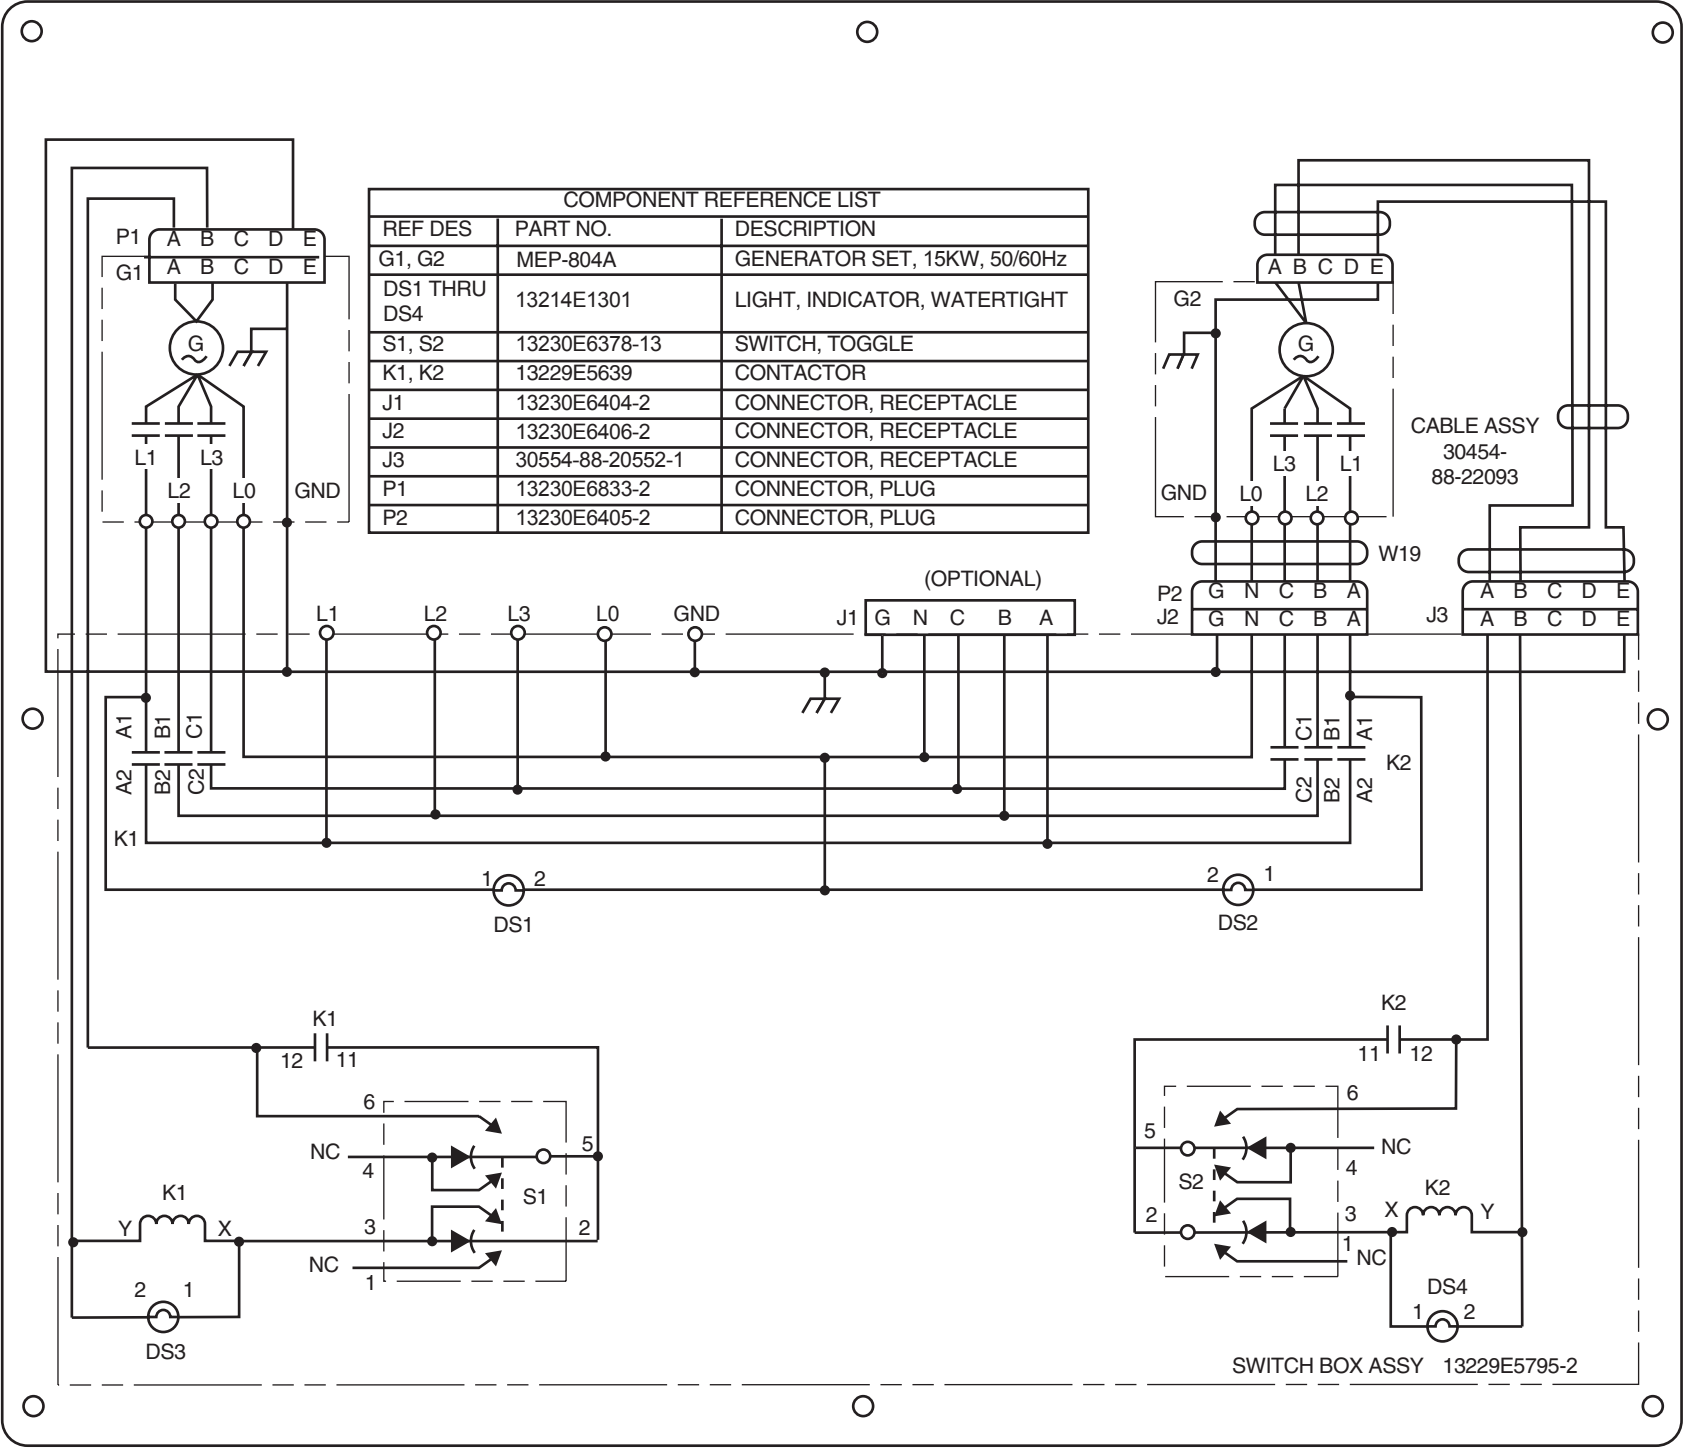 P1 A B C D E
G1 A B C D E
G
L1 L3
L2 L0 GND
COMPONENT REFERENCE LIST
REF DES PART NO. DESCRIPTION
G1, G2 MEP-804A GENERATOR SET, 15KW, 50/60Hz
DS1 THRU
DS4 13214E1301 LIGHT, INDICATOR, WATERTIGHT
S1, S2 13230E6378-13 SWITCH, TOGGLE
K1, K2 13229E5639 CONTACTOR
J1 13230E6404-2 CONNECTOR, RECEPTACLE
J2 13230E6406-2 CONNECTOR, RECEPTACLE
J3 30554-88-20552-1 CONNECTOR, RECEPTACLE
P1 13230E6833-2 CONNECTOR, PLUG
P2 13230E6405-2 CONNECTOR, PLUG
A B C D E
G2
G
L3 L1
GND L0 L2
CABLE ASSY
30454-
88-22093
W19
(OPTIONAL)
L1 L2 L3 L0 GND
J1 G N C B A
P2 G N C B A
J2 G N C B A
A B C D E
J3 A B C D E
A1 B1 C1
A2 B2 C2
K1
C1 B1 A1
K2
C2 B2 A2
1 2
DS1
2 1
DS2
K1
12 11
6
NC
4
5
S1
K1
Y X
3
2
NC
1
2 1
DS3
K2
11 12
6
5
NC
4
S2
K2
2
3
X Y
1
NC
DS4
1 2
SWITCH BOX ASSY 13229E5795-2